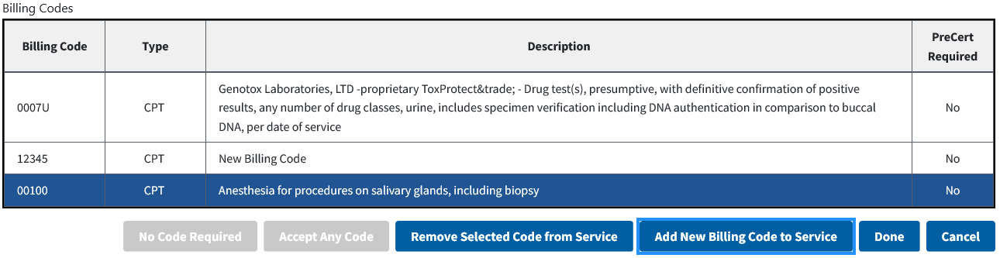 Billing Codes
Billing Code Type Description PreCert
Required
0007U CPT Genotox Laboratories, LTD -proprietary ToxProtect&trade; - Drug test(s), presumptive, with definitive confirmation of positive
results, any number of drug classes, urine, includes specimen verification including DNA authentication in comparison to buccal
DNA, per date of service No
12345 CPT New Billing Code No
00100 CPT Anesthesia for procedures on salivary glands, including biopsy No
No Code Required Accept Any Code Remove Selected Code from Service Add New Billing Code to Service Done Cancel